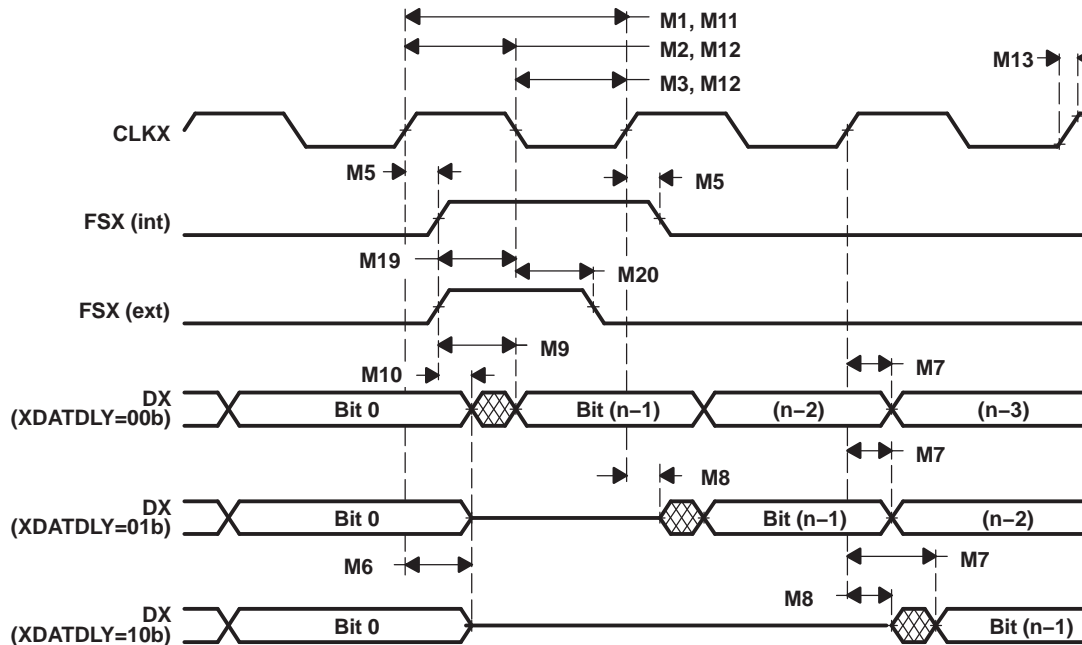 M1, M11
M2, M12
M13
M3, M12
CLKX
M5
M5
FSX (int)
M19
M20
FSX (ext)
M9
M10
M7
DX
(XDATDLY=00b)
Bit 0
Bit (n−1)
(n−2)
(n−3)
M7
M8
DX
(XDATDLY=01b)
Bit 0
Bit (n−1)
(n−2)
M6
M7
M8
DX
(XDATDLY=10b)
Bit 0
Bit (n−1)